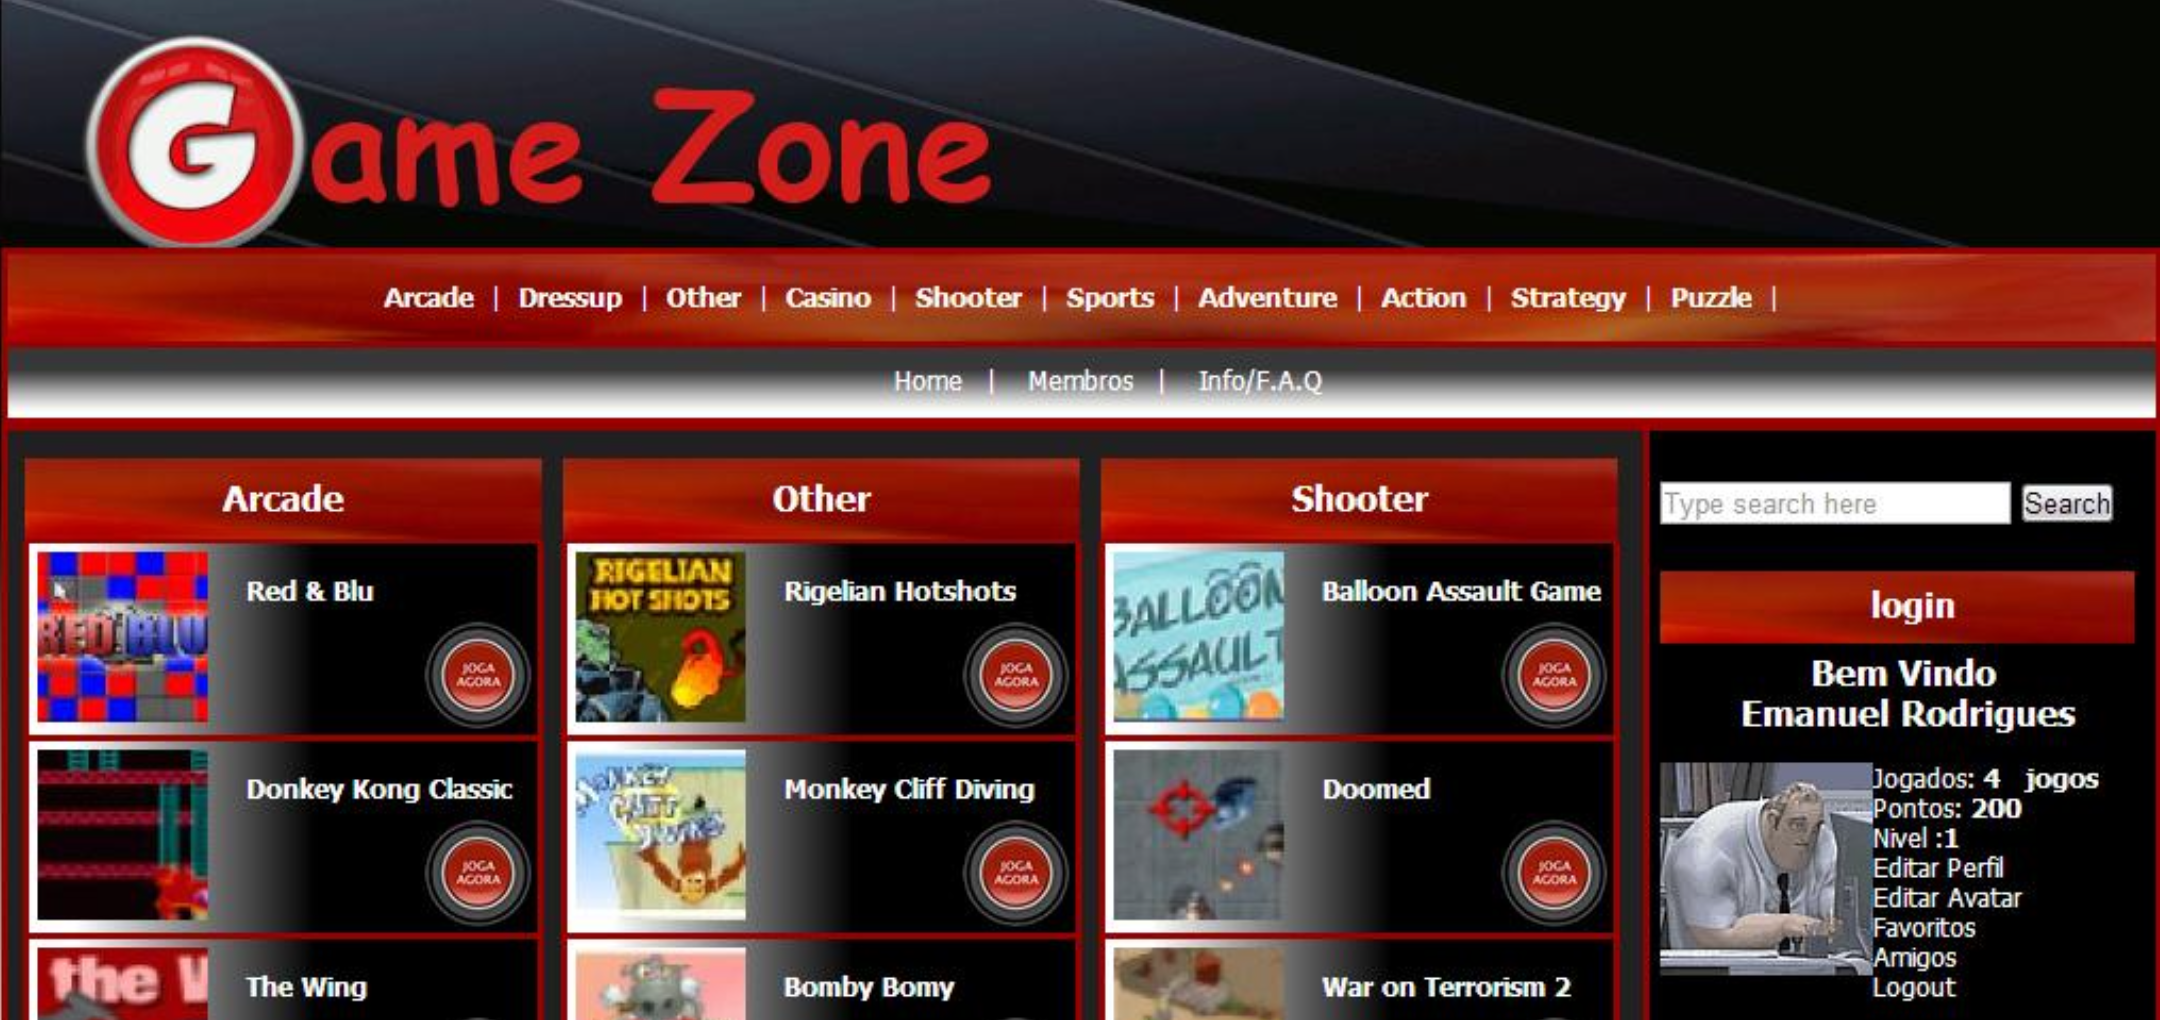 Game Zone
Arcade | Dressup | Other | Casino | Shooter | Sports | Adventure | Action | Strategy | Puzzle |
Home | Membros | Info/F.A.Q
Arcade
RED BLU
Red & Blu
JOGA
AGORA
Donkey Kong Classic
JOGA
AGORA
the W
The Wing
Other
RIGELIAN
HOT SHOTS
Rigelian Hotshots
JOGA
AGORA
MONKEY
CLIFF
DIVING
Monkey Cliff Diving
JOGA
AGORA
Bomby Bomy
Shooter
BALLOON
ASSAULT
Balloon Assault Game
JOGA
AGORA
Doomed
JOGA
AGORA
War on Terrorism 2
Type search here Search
login
Bem Vindo
Emanuel Rodrigues
Jogados: 4 jogos
Pontos: 200
Nivel :1
Editar Perfil
Editar Avatar
Favoritos
Amigos
Logout